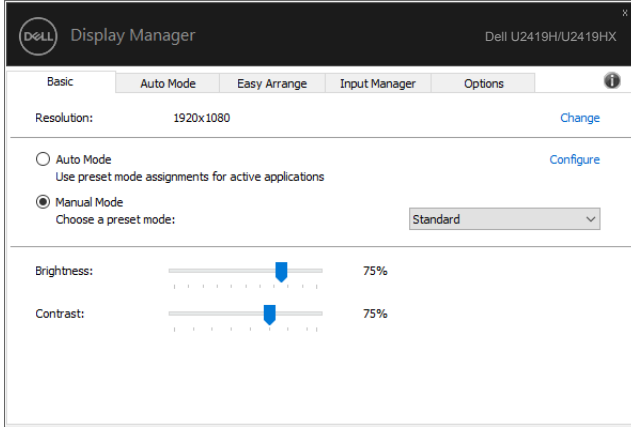 x
DELL Display Manager Dell U2419H/U2419HX
Basic Auto Mode Easy Arrange Input Manager Options i
Resolution: 1920x1080 Change
Auto Mode Configure
Use preset mode assignments for active applications
Manual Mode
Choose a preset mode: Standard
Brightness: 75%
Contrast: 75%